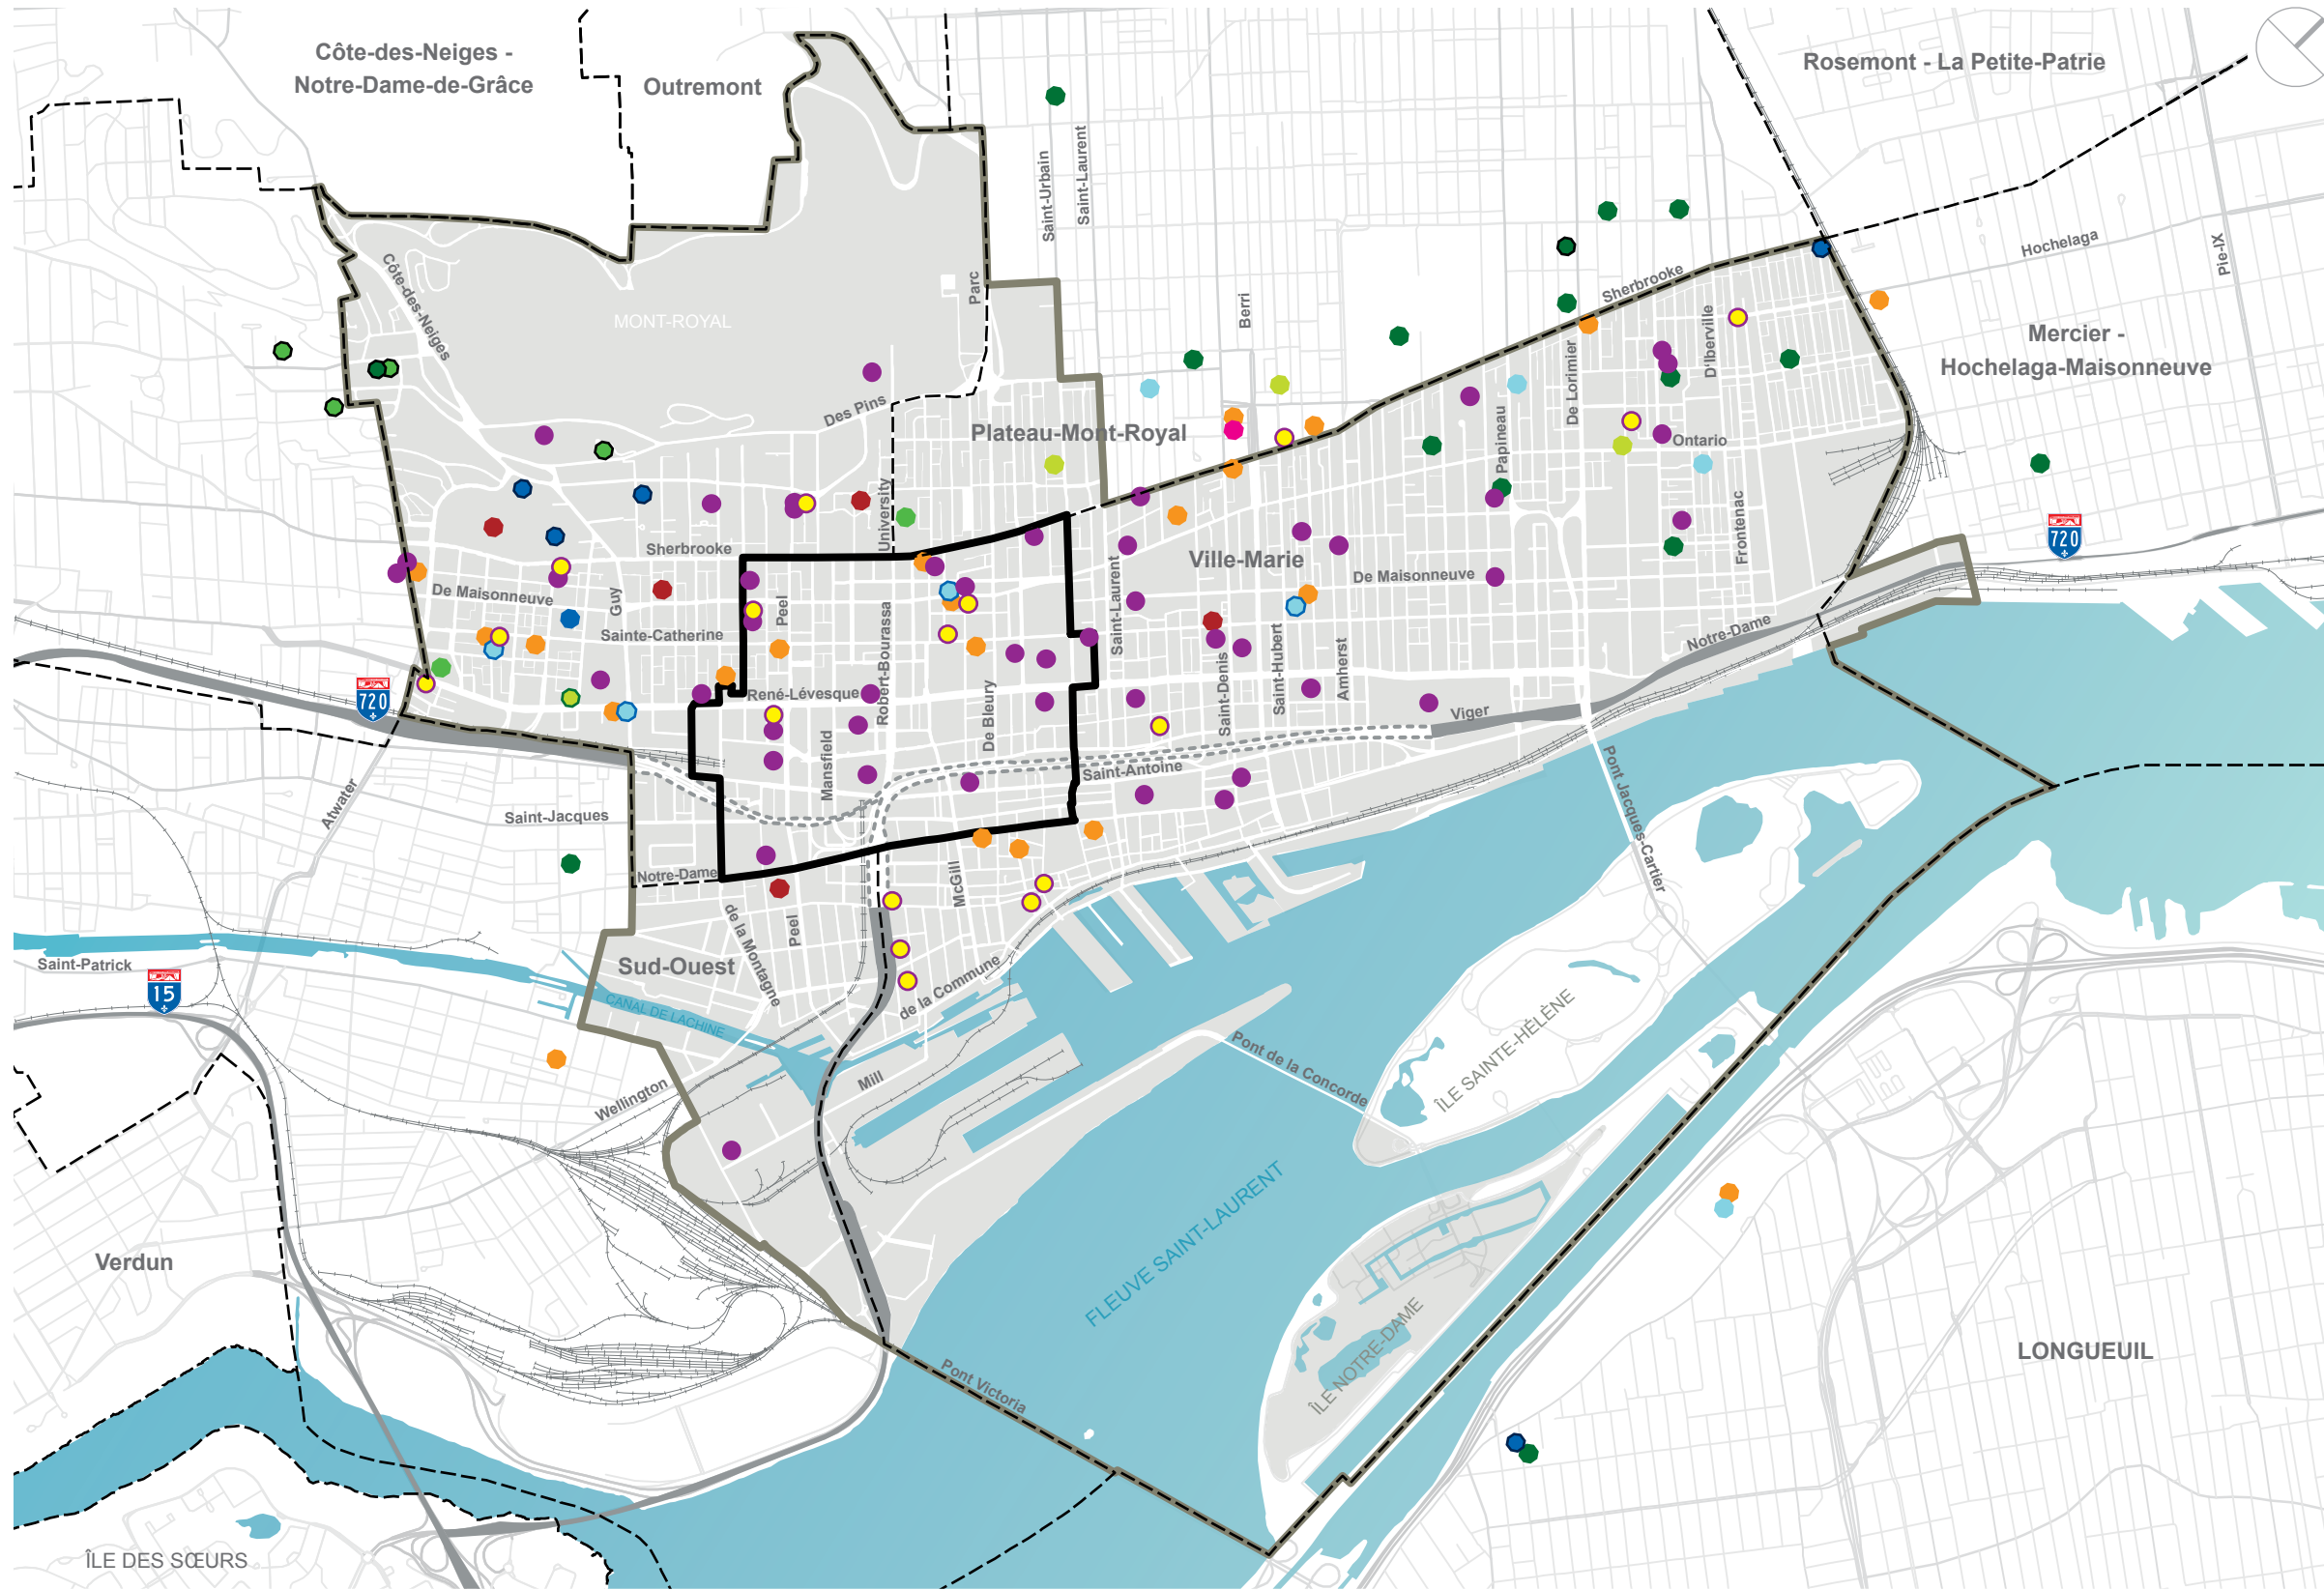 Côte-des-Neiges -
Notre-Dame-de-Grâce
Outremont
Rosemont - La Petite-Patrie
Saint-Urbain
Saint-Laurent
Hochelaga
Pie-IX
Côte-des-Neiges
MONT-ROYAL
Parc
Berri
Sherbrooke
De Lorimier
D'Iberville
Mercier -
Hochelaga-Maisonneuve
Des Pins
Plateau-Mont-Royal
Papineau
Ontario
University
Frontenac
720
Sherbrooke
Ville-Marie
De Maisonneuve
De Maisonneuve
Guy
Peel
Sainte-Catherine
Robert-Bourassa
Saint-Laurent
Saint-Denis
Saint-Hubert
Amherst
Notre-Dame
720
René-Lévesque
De Bleury
Viger
Mansfield
Saint-Antoine
Atwater
Saint-Jacques
Pont Jacques-Cartier
Notre-Dame
McGill
de la Montagne
Peel
Saint-Patrick
15
Sud-Ouest
de la Commune
CANAL DE LACHINE
Mill
Pont de la Concorde
ÎLE SAINTE-HÉLÈNE
Wellington
FLEUVE SAINT-LAURENT
Verdun
ÎLE NOTRE-DAME
LONGUEUIL
Pont Victoria
ÎLE DES SŒURS